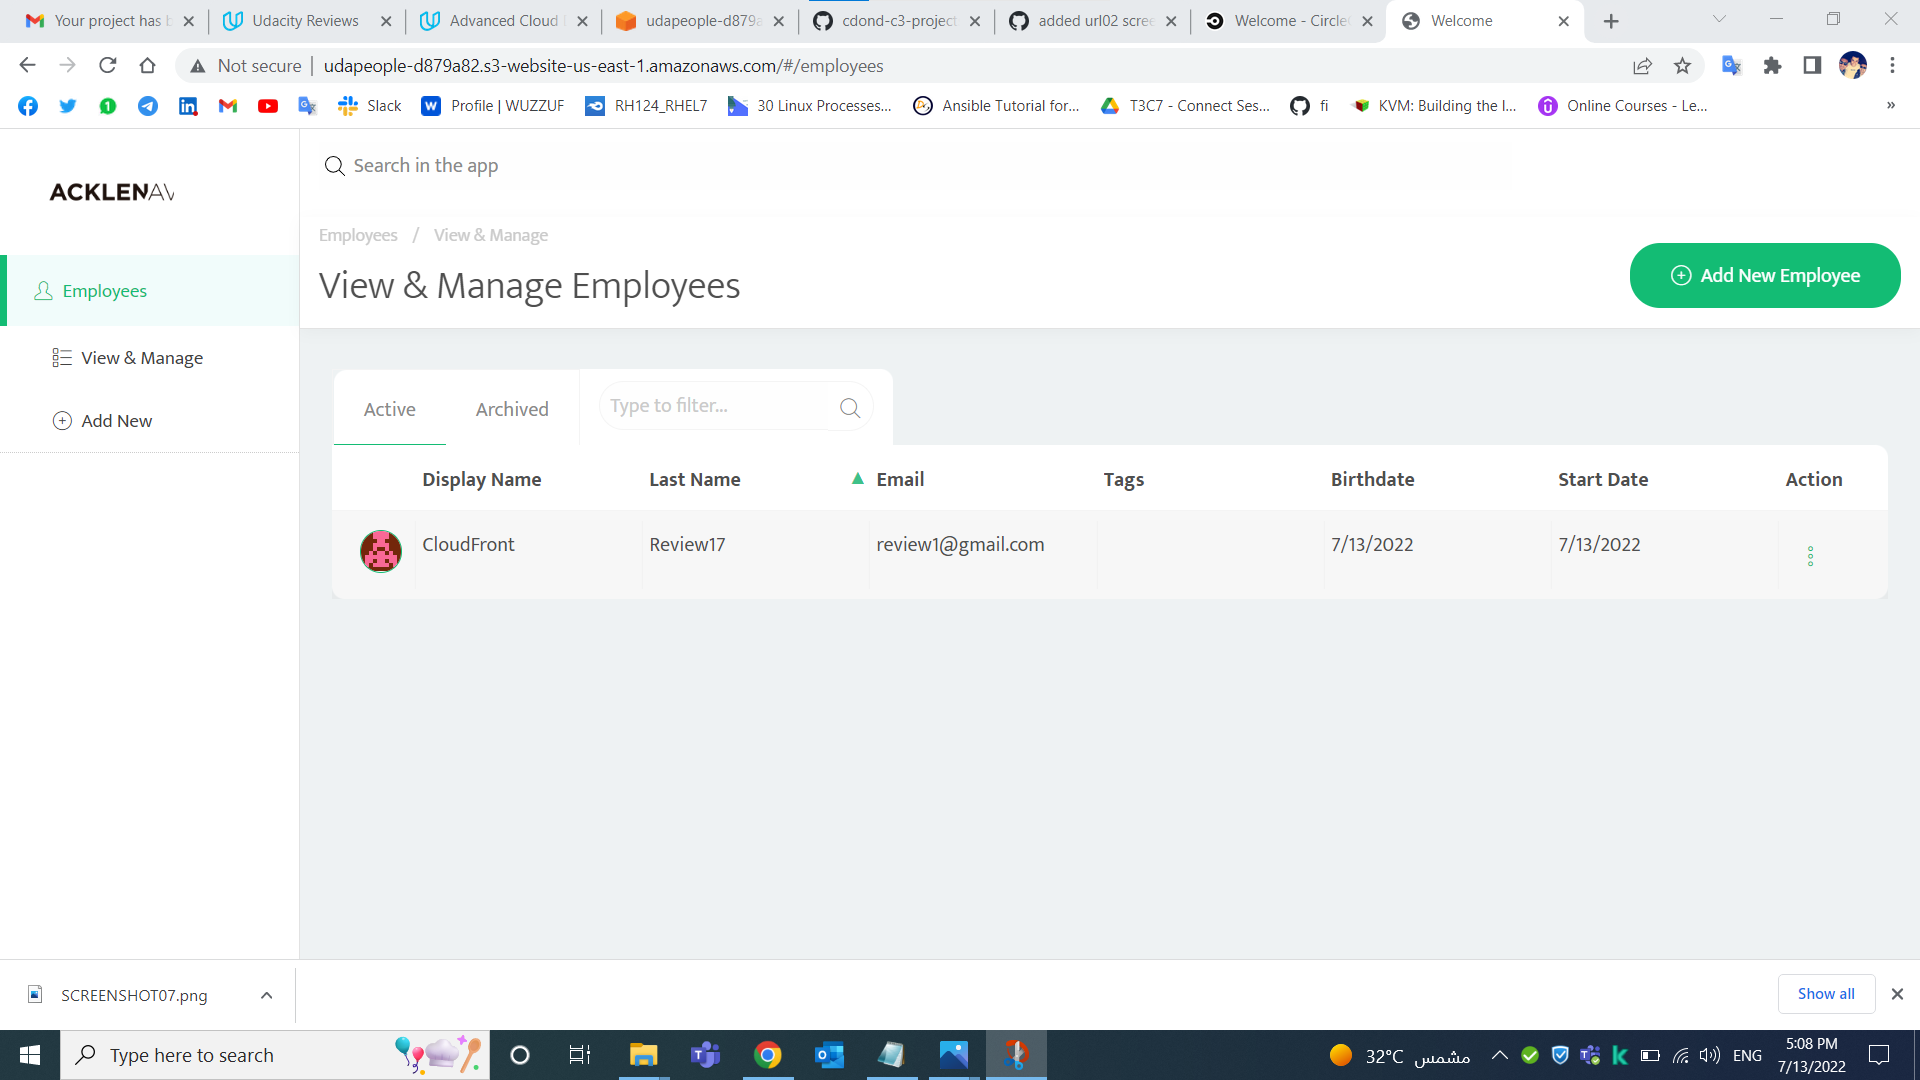 Your project has b
Udacity Reviews
Advanced Cloud
udapeople-d879a
cdond-c3-project
added url02 scree
Welcome - CircleC
Welcome
Not secure
udapeople-d879a82.s3-website-us-east-1.amazonaws.com/#/employees
Slack
Profile | WUZZUF
RH124_RHEL7
30 Linux Processes...
Ansible Tutorial for...
T3C7 - Connect Ses...
fi
KVM: Building the I...
Online Courses - Le...
»
ACKLENAV
Search in the app
Employees / View & Manage
View & Manage Employees
Add New Employee
Employees
View & Manage
Add New
Active
Archived
Type to filter...
Display Name
Last Name
Email
Tags
Birthdate
Start Date
Action
CloudFront
Review17
review1@gmail.com
7/13/2022
7/13/2022
SCREENSHOT07.png
Show all
Type here to search
32°C مشمس
ENG
5:08 PM
7/13/2022